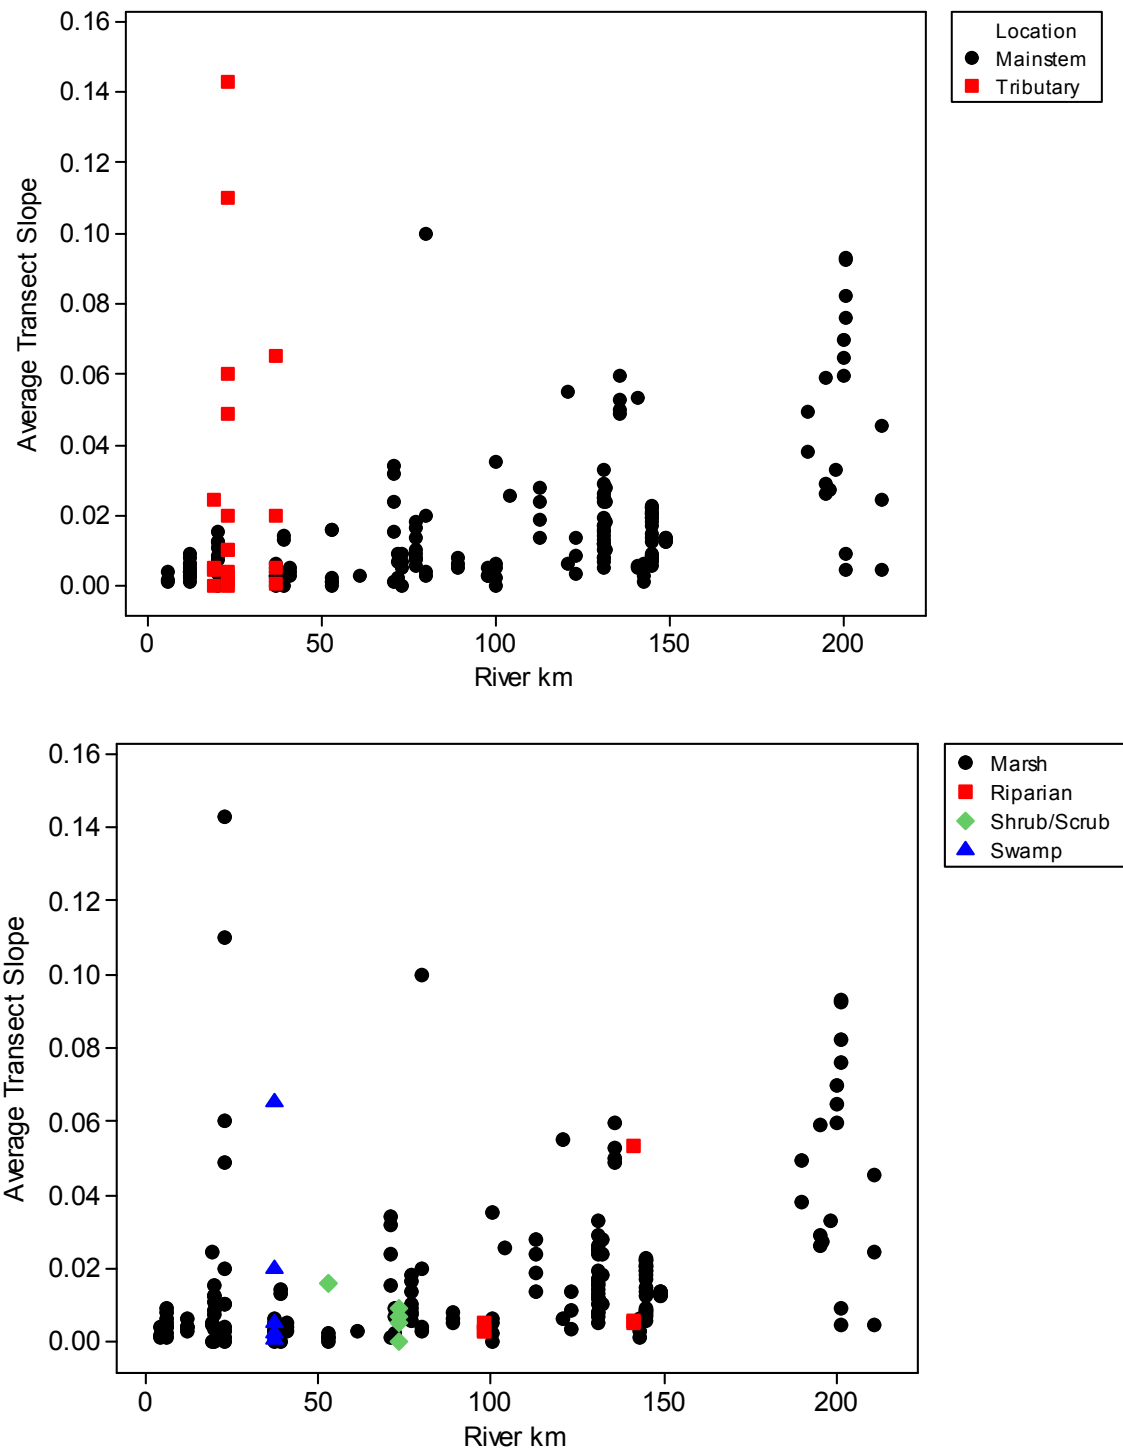 0.16
0.14
0.12
0.10
0.08
0.06
0.04
0.02
0.00
Average Transect Slope
0 50 100 150 200
River km
Location
Mainstem
Tributary
0.16
0.14
0.12
0.10
0.08
0.06
0.04
0.02
0.00
Average Transect Slope
0 50 100 150 200
River km
Marsh
Riparian
Shrub/Scrub
Swamp